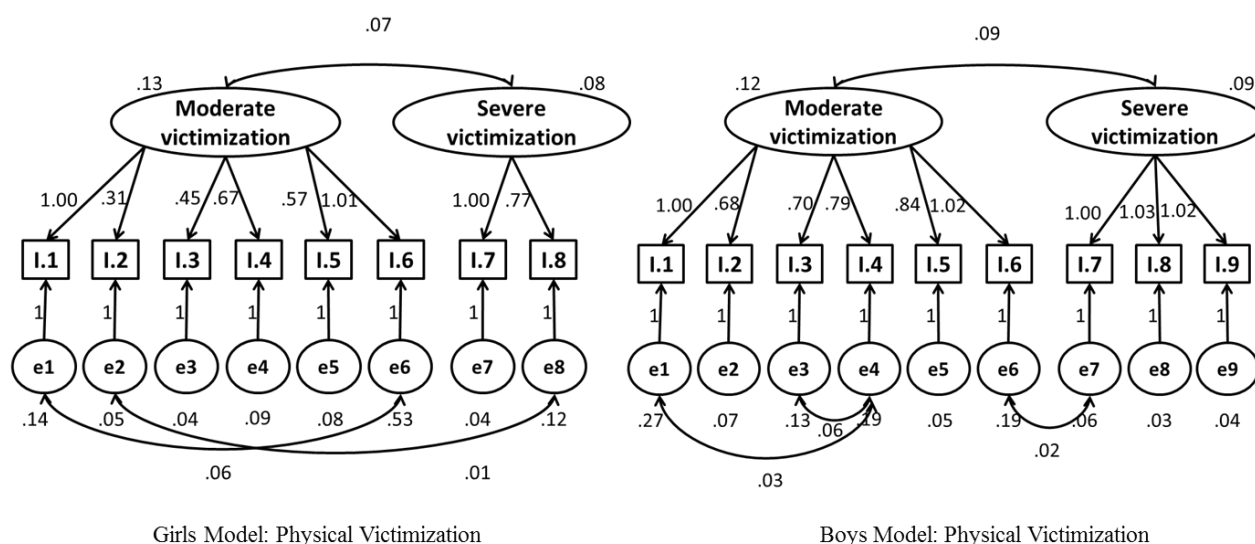 .07
.13
.08
Moderate
victimization
Severe
victimization
1.00 .31 .45 .67 .57 1.01 1.00 .77
I.1 I.2 I.3 I.4 I.5 I.6 I.7 I.8
1 1 1 1 1 1 1 1
e1 e2 e3 e4 e5 e6 e7 e8
.14 .05 .04 .09 .08 .53 .04 .12
.06 .01
Girls Model: Physical Victimization
.09
.12
.09
Moderate
victimization
Severe
victimization
1.00 .68 .70 .79 .84 1.02 1.00 1.03 1.02
I.1 I.2 I.3 I.4 I.5 I.6 I.7 I.8 I.9
1 1 1 1 1 1 1 1 1
e1 e2 e3 e4 e5 e6 e7 e8 e9
.27 .07 .13 .19 .05 .19 .06 .03 .04
.06
.02
.03
Boys Model: Physical Victimization